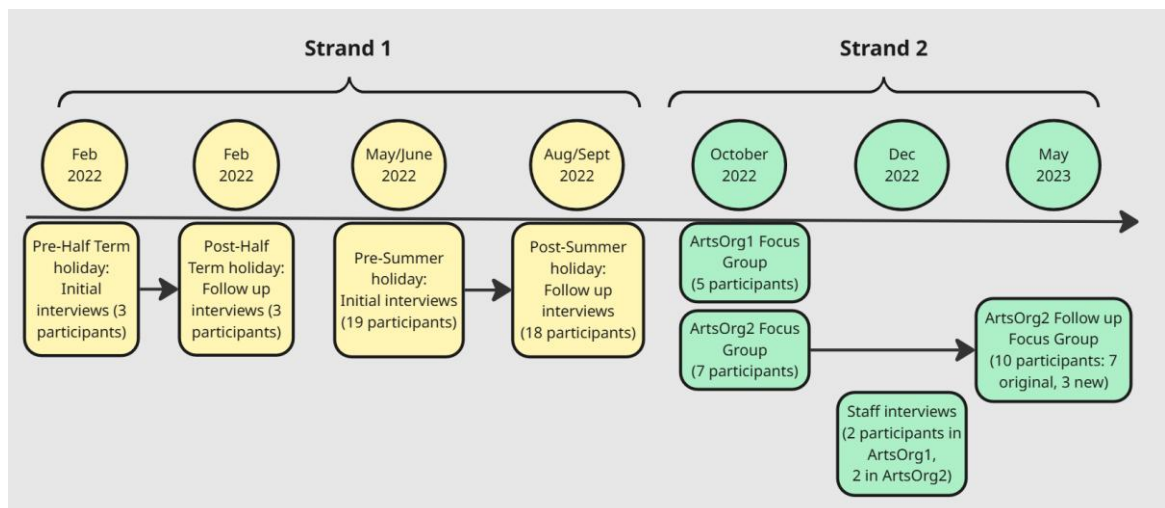 Strand 1
Strand 2
Feb
2022
Feb
2022
May/June
2022
Aug/Sept
2022
October
2022
Dec
2022
May
2023
Pre-Half Term
holiday:
Initial
interviews (3
participants)
Post-Half
Term holiday:
Follow up
interviews (3
participants)
Pre-Summer
holiday:
Initial interviews
(19 participants)
Post-Summer
holiday:
Follow up
interviews
(18 participants)
ArtsOrg1 Focus
Group
(5 participants)
ArtsOrg2 Focus
Group
(7 participants)
ArtsOrg2 Follow up
Focus Group
(10 participants: 7
original, 3 new)
Staff interviews
(2 participants in
ArtsOrg1,
2 in ArtsOrg2)